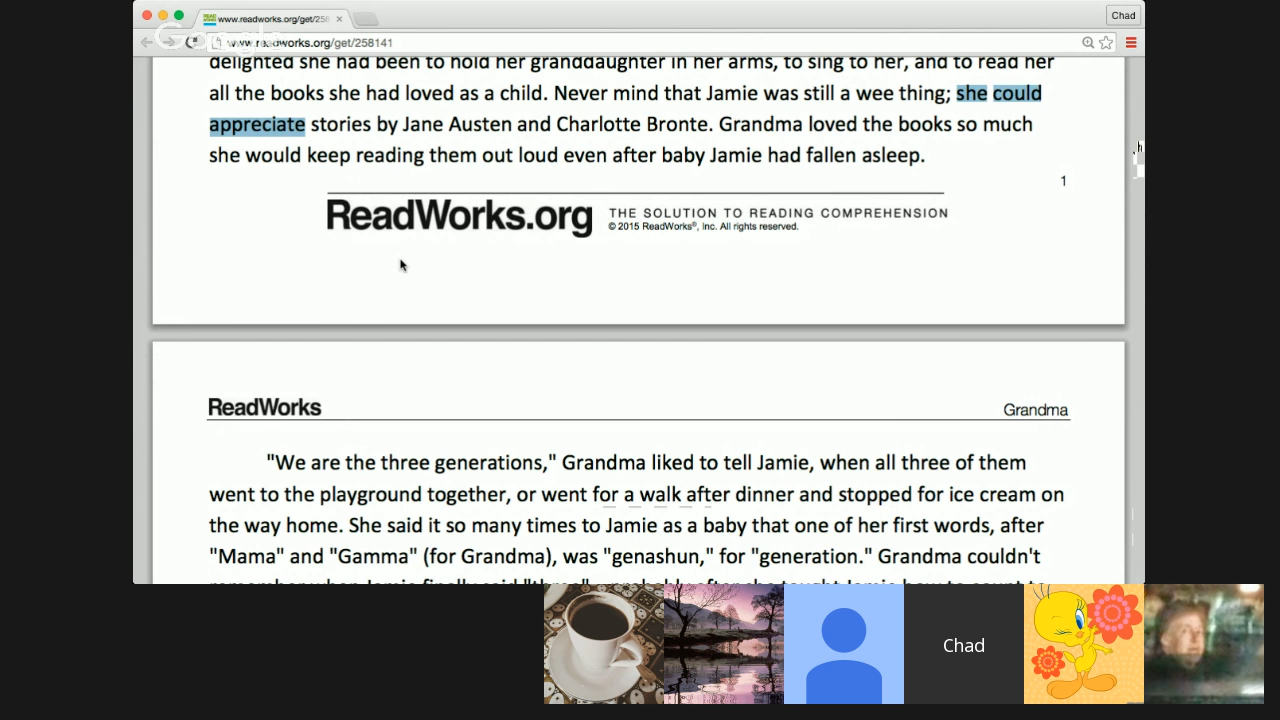 www.readworks.org/get/258
Chad
Google
www.readworks.org/get/258141
delighted she had been to hold her granddaughter in her arms, to sing to her, and to read her
all the books she had loved as a child. Never mind that Jamie was still a wee thing; she could
appreciate stories by Jane Austen and Charlotte Bronte. Grandma loved the books so much
she would keep reading them out loud even after baby Jamie had fallen asleep.
1
ReadWorks.org THE SOLUTION TO READING COMPREHENSION
© 2015 ReadWorks®, Inc. All rights reserved.
ReadWorks Grandma
"We are the three generations," Grandma liked to tell Jamie, when all three of them
went to the playground together, or went for a walk after dinner and stopped for ice cream on
the way home. She said it so many times to Jamie as a baby that one of her first words, after
"Mama" and "Gamma" (for Grandma), was "genashun," for "generation." Grandma couldn't
Chad